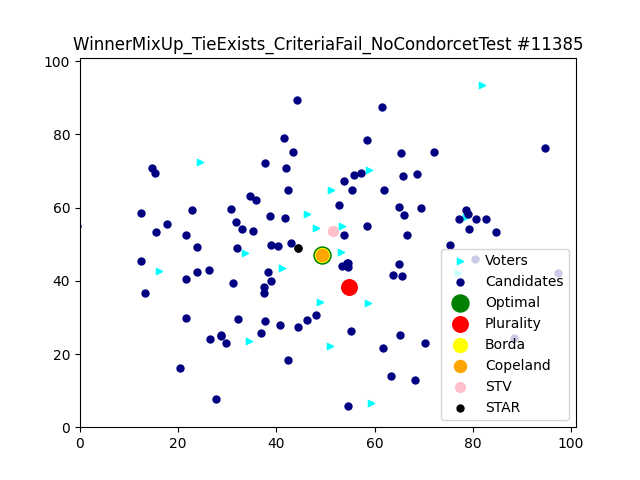 WinnerMixUp_TieExists_CriteriaFail_NoCondorcetTest #11385
100
80
60
40
20
0
0 20 40 60 80 100
Voters
Candidates
Optimal
Plurality
Borda
Copeland
STV
STAR